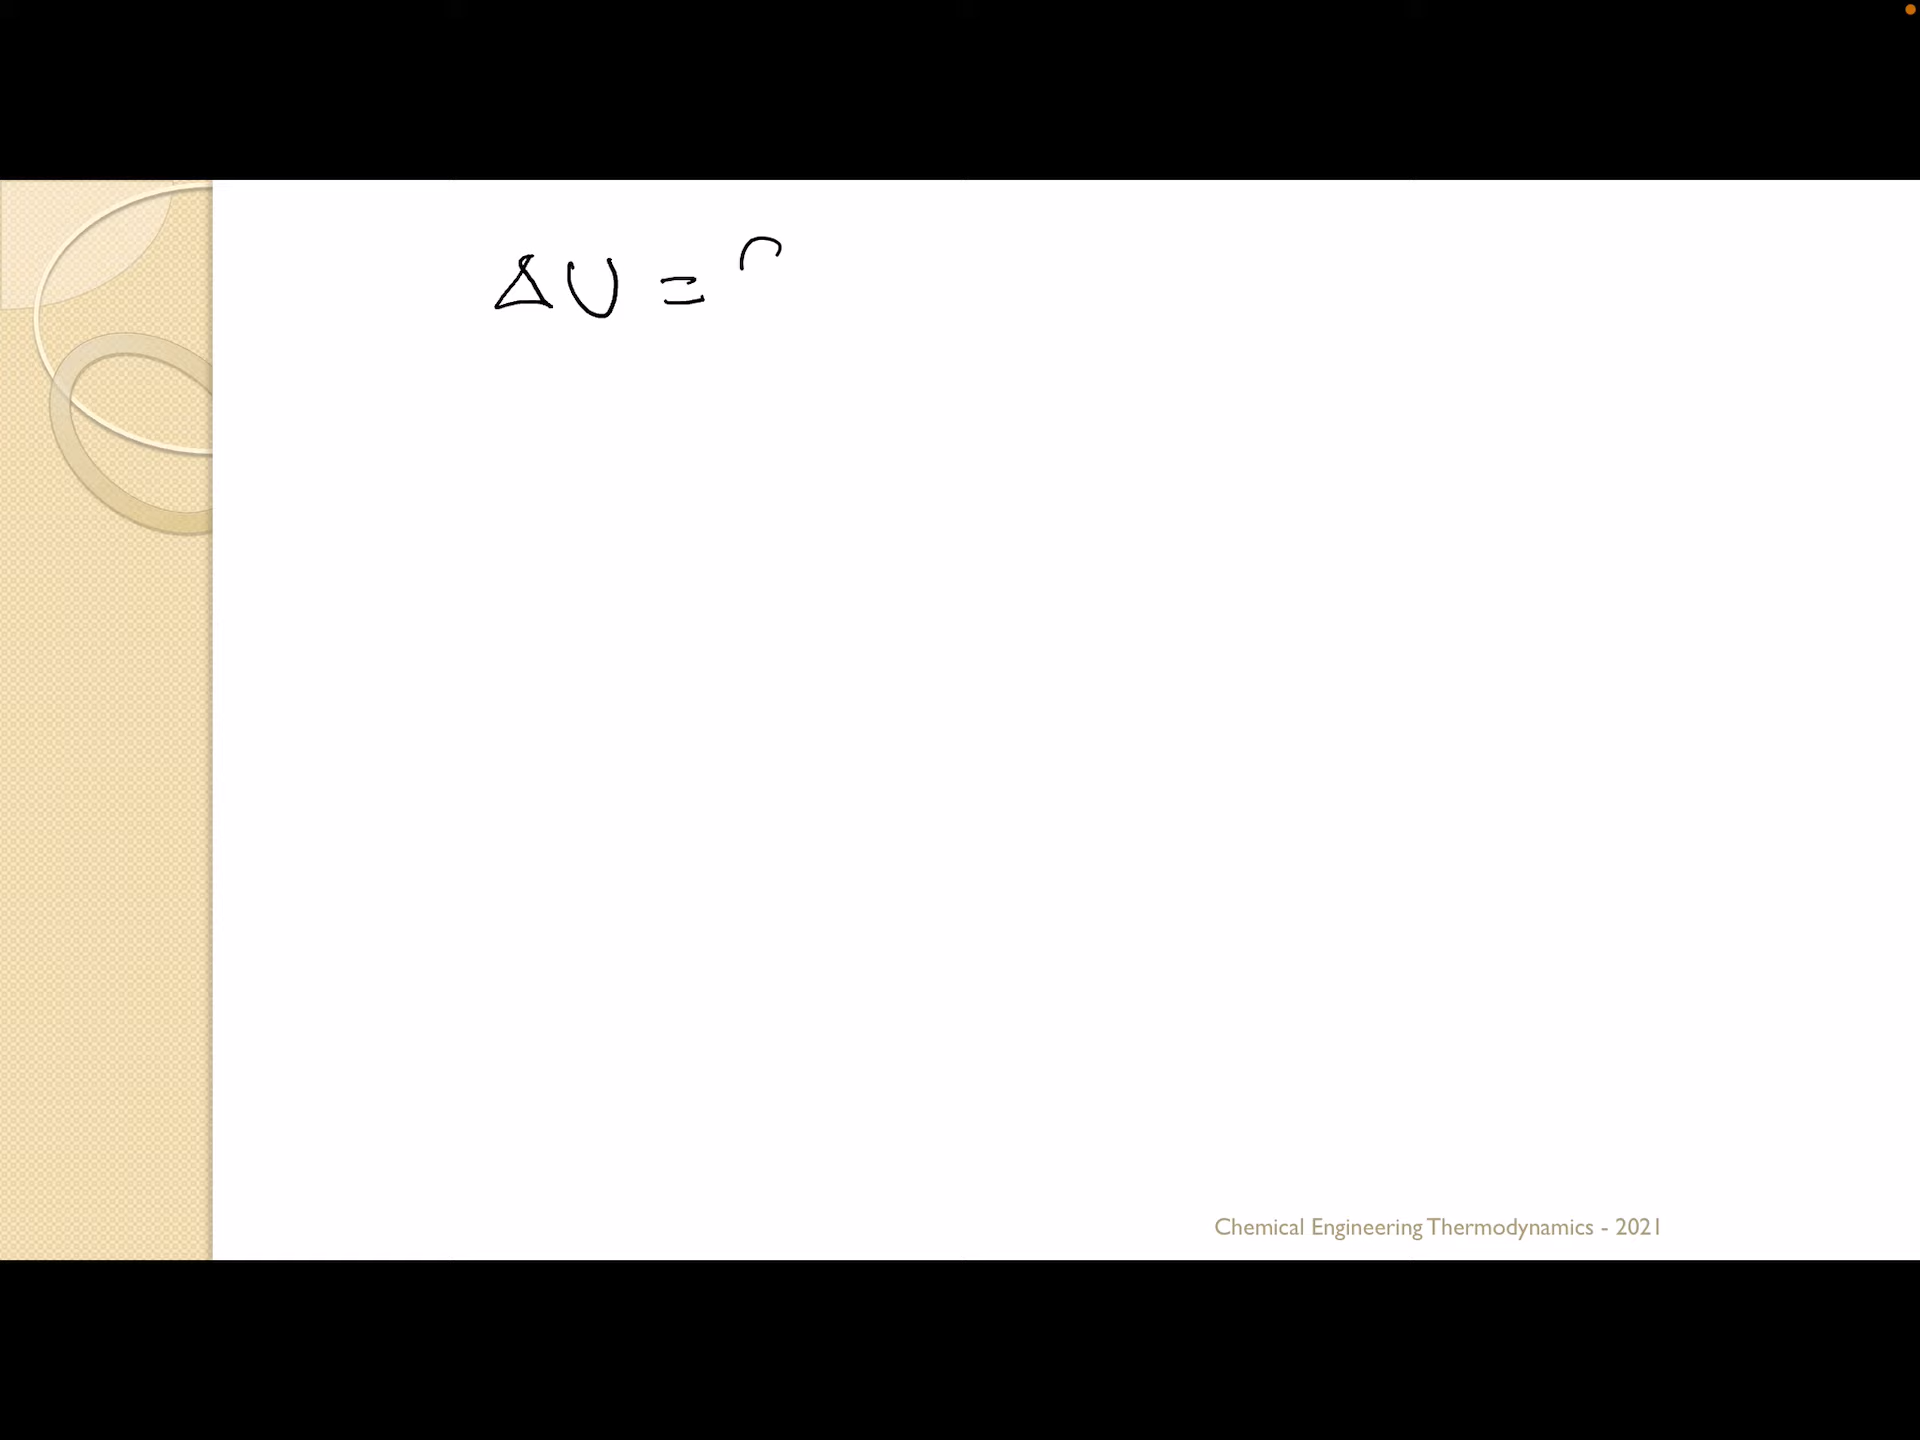 ΔU =
Chemical Engineering Thermodynamics - 2021